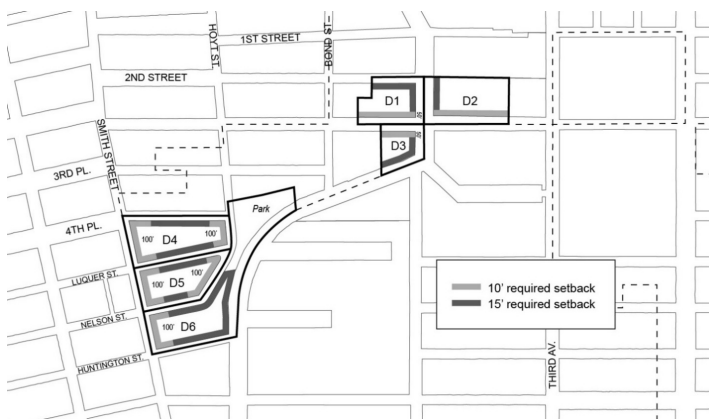 HOYT ST.
BOND ST.
1ST STREET
2ND STREET
D1
D2
50'
50'
D3
SMITH STREET
3RD PL.
Park
4TH PL.
100'
D4
100'
LUQUER ST.
100'
D5
100'
10' required setback
15' required setback
NELSON ST.
100'
D6
HUNTINGTON ST.
THIRD AV.